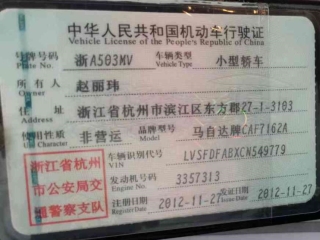 中华人民共和国机动车行驶证
Vehicle License of the People's Republic of China
号牌号码 浙A503MV 车辆类型 小型轿车
Plate No. Vehicle Type
所有人 赵丽玮
Owner
住址 浙江省杭州市滨江区东方郡27-1-3103
Address
使用性质 非营运 品牌型号 马自达牌CAF7162A
Use Character Model
浙江省杭州
市公安局交
通警察支队
车辆识别代号 LVSFDFABXCN549779
VIN
发动机号码 3357313
Engine No.
注册日期 2012-11-27 发证日期 2012-11-27
Register Date Issue Date